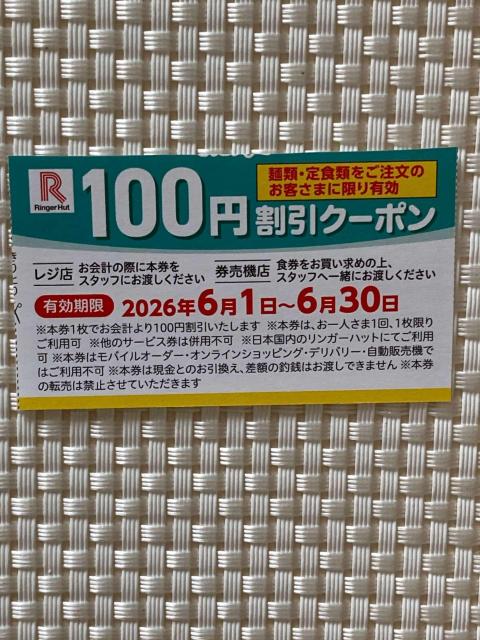 麺類・定食類をご注文の
お客さまに限り有効
RingerHut
100円割引クーポン
レジ店 お会計の際に本券を
スタッフにお渡しください
券売機店 食券をお買い求めの上、
スタッフへ一緒にお渡しください
有効期限 2026年6月1日～6月30日
※本券1枚でお会計より100円割引いたします ※本券は、お一人さま1回、1枚限り
ご利用可 ※他のサービス券は併用不可 ※日本国内のリンガーハットにてご利用
可 ※本券はモバイルオーダー・オンラインショッピング・デリバリー・自動販売機で
はご利用不可 ※本券は現金とのお引換え、差額の釣銭はお渡しできません ※本券
の転売は禁止させていただきます